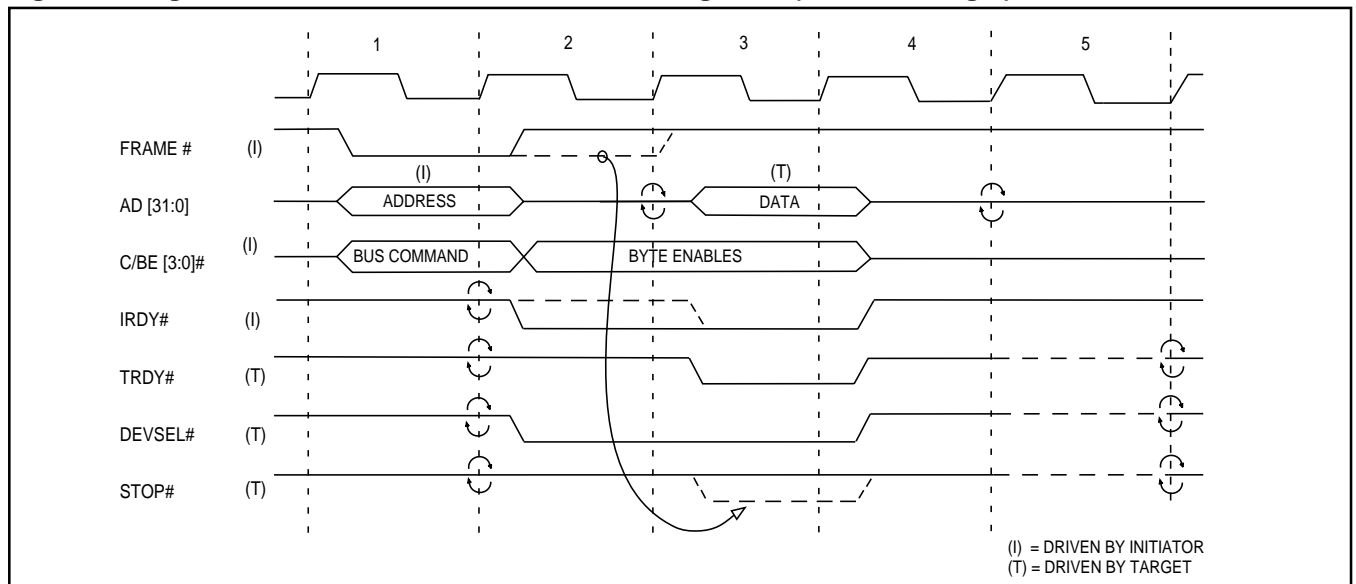 1 2 3 4 5
FRAME # (I)
(I) (T)
AD [31:0] ADDRESS DATA
C/BE [3:0]# (I) BUS COMMAND BYTE ENABLES
IRDY# (I)
TRDY# (T)
DEVSEL# (T)
STOP# (T)
(I) = DRIVEN BY INITIATOR
(T) = DRIVEN BY TARGET